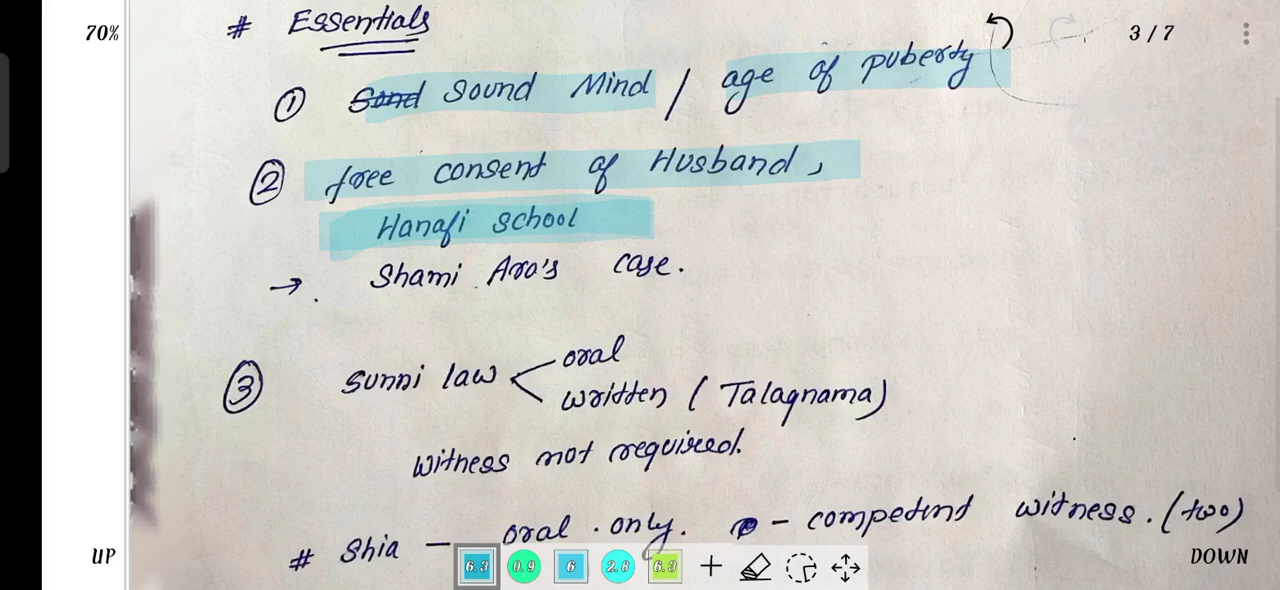 70%
# Essentials
3 / 7
① Sond Sound Mind / age of puberty
② free consent of Husband,
Hanafi school
→ Shami Ara's case.
③ Sunni law < oral
written ( Talaqnama)
witness not required.
# Shia — oral only. - competent witness. (two)
UP
6.3 0.9 6 2.8 6.3
DOWN